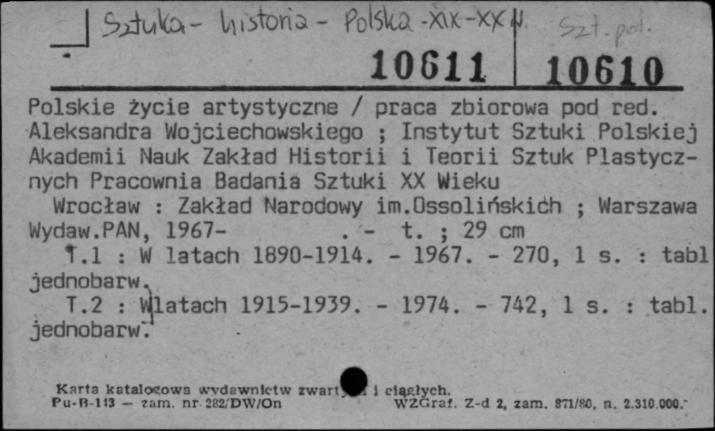 Sztuka - historia - Polska - XIX-XX w. Szt. pol.
10611 10610
Polskie życie artystyczne / praca zbiorowa pod red.
Aleksandra Wojciechowskiego ; Instytut Sztuki Polskiej
Akademii Nauk Zakład Historii i Teorii Sztuk Plastycz-
nych Pracownia Badania Sztuki XX Wieku
Wrocław : Zakład Narodowy im.Ossolińskich ; Warszawa
Wydaw.PAN, 1967- . - t. ; 29 cm
T.1 : W latach 1890-1914. - 1967. - 270, 1 s. : tabl
jednobarw.
T.2 : W latach 1915-1939. - 1974. - 742, 1 s. : tabl.
jednobarw.
Karta katalogowa wydawnictw i ciągłych.
Pu-B-113 — zam. nr 282/DW/On WZGraf. Z-d 2, zam. 871/80, n. 2.310.000.